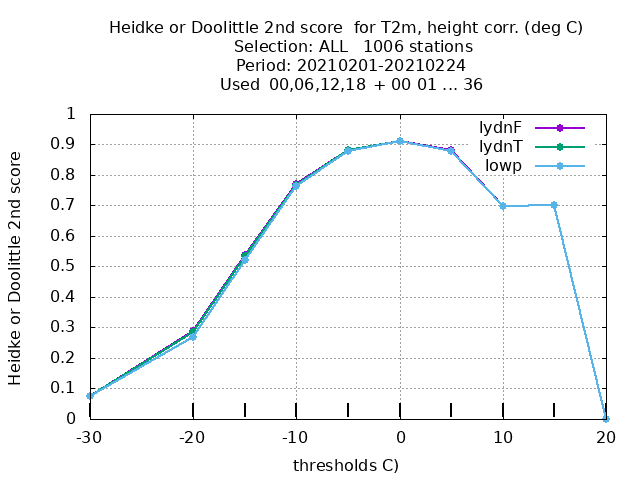 Heidke or Doolittle 2nd score  for T2m, height corr. (deg C)
Selection: ALL   1006 stations
Period: 20210201-20210224
Used  00,06,12,18  + 00 01 ... 36
Heidke or Doolittle 2nd score
1
0.9
0.8
0.7
0.6
0.5
0.4
0.3
0.2
0.1
0
lydnF
lydnT
lowp
-30 -20 -10 0 10 20
thresholds C)